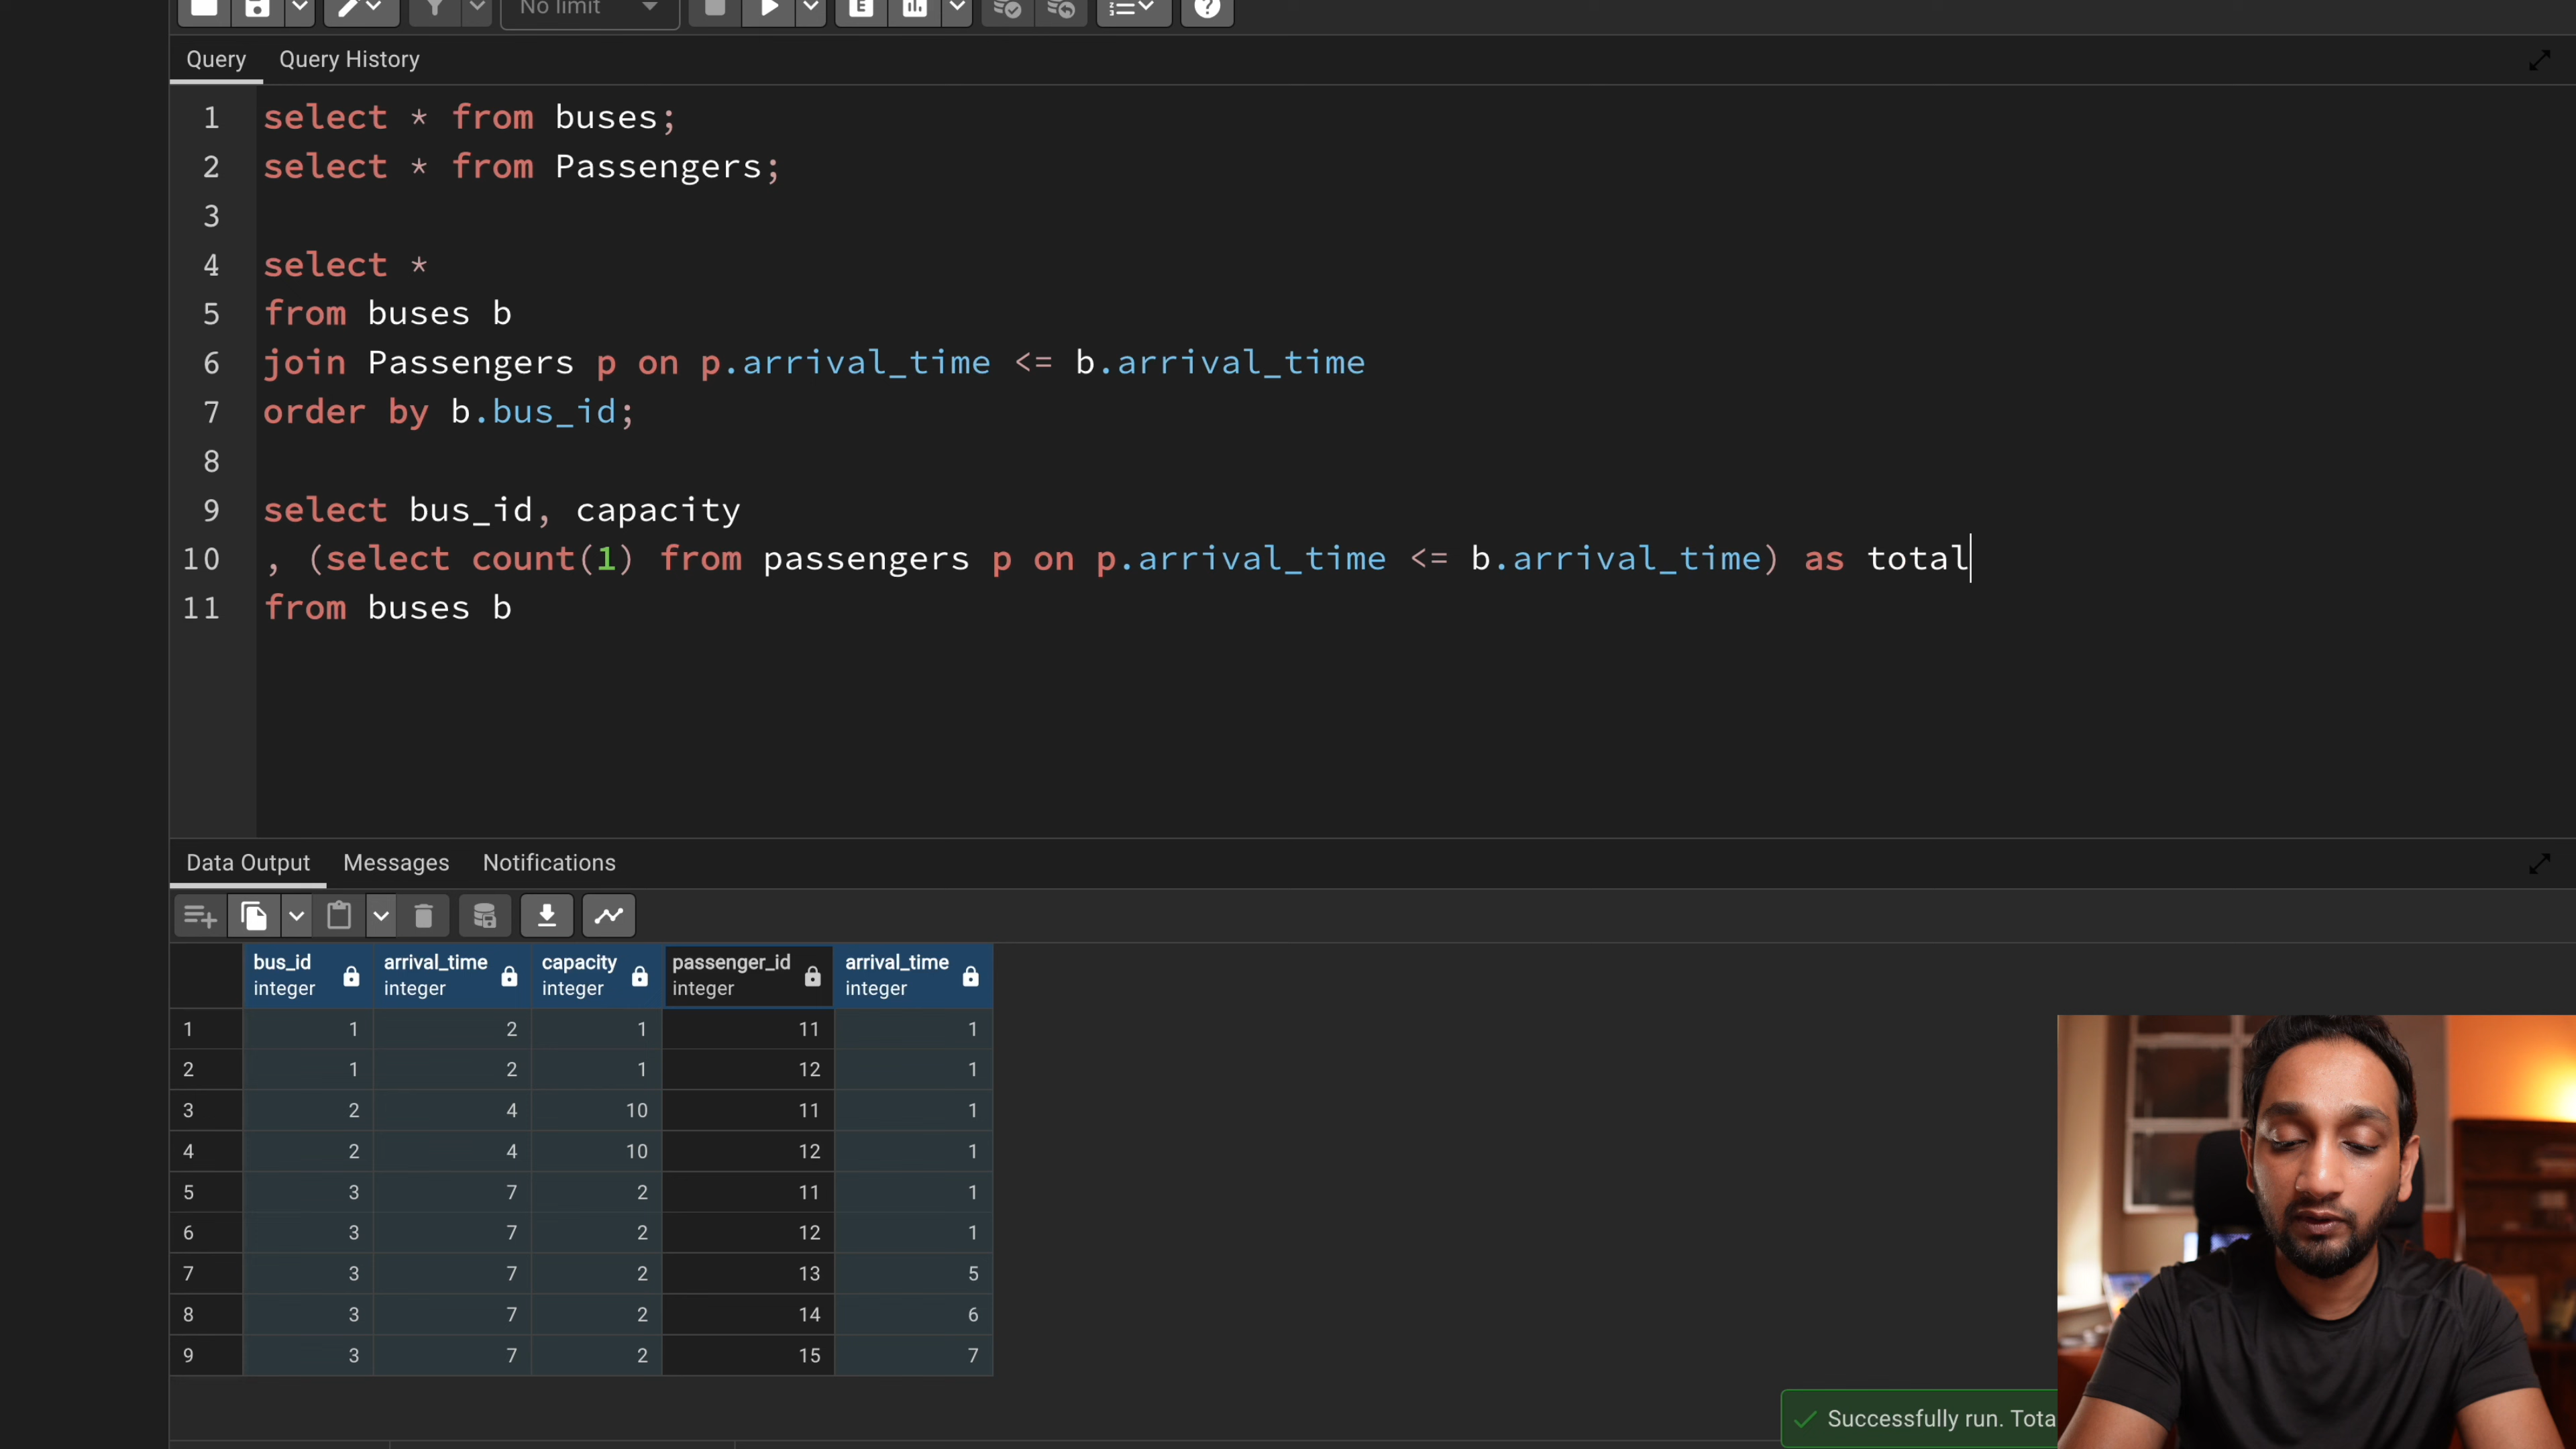 No limit
Query Query History
1 select * from buses;
2 select * from Passengers;
3
4 select *
5 from buses b
6 join Passengers p on p.arrival_time <= b.arrival_time
7 order by b.bus_id;
8
9 select bus_id, capacity
10 , (select count(1) from passengers p on p.arrival_time <= b.arrival_time) as total
11 from buses b
Data Output Messages Notifications
bus_id arrival_time capacity passenger_id arrival_time
integer integer integer integer integer
1 1 2 1 11 1
2 1 2 1 12 1
3 2 4 10 11 1
4 2 4 10 12 1
5 3 7 2 11 1
6 3 7 2 12 1
7 3 7 2 13 5
8 3 7 2 14 6
9 3 7 2 15 7
Successfully run. Tota